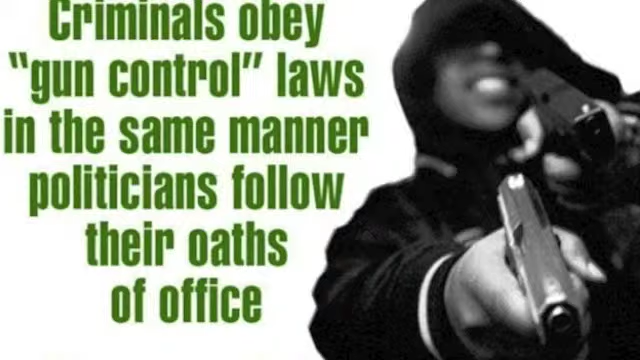 Criminals obey
“gun control” laws
in the same manner
politicians follow
their oaths
of office